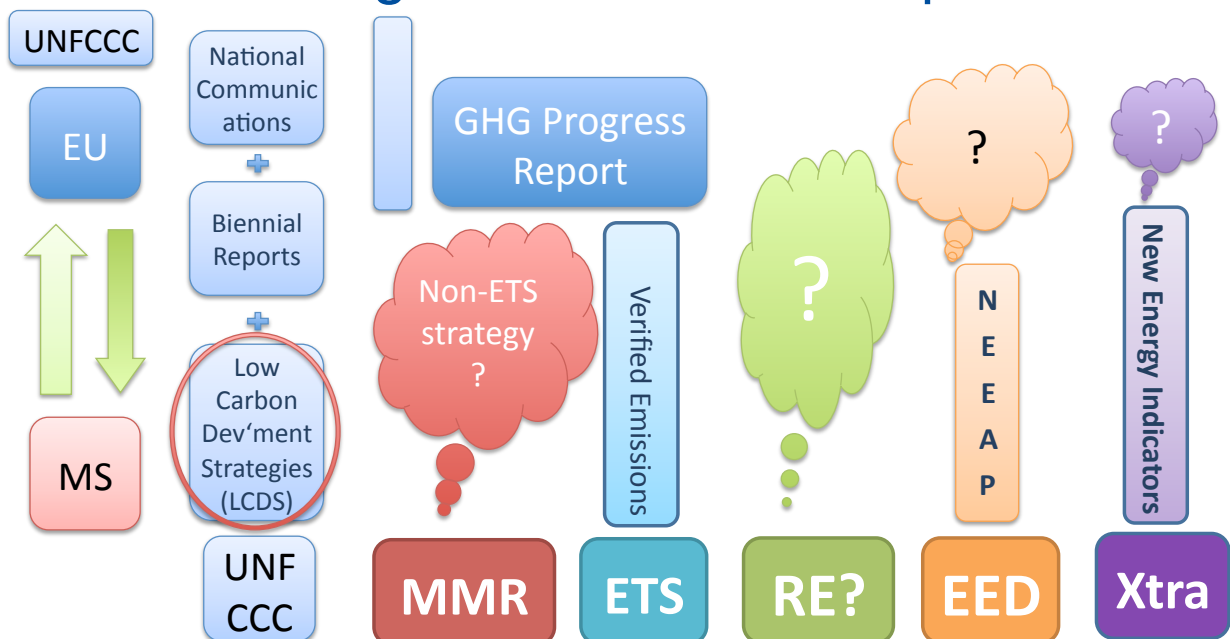 UNFCCC
EU
MS
National
Communic
ations
+
Biennial
Reports
+
Low
Carbon
Dev‘ment
Strategies
(LCDS)
UNF
CCC
GHG Progress
Report
Non-ETS
strategy
?
Verified Emissions
?
?
N
E
E
A
P
?
New Energy Indicators
MMR
ETS
RE?
EED
Xtra